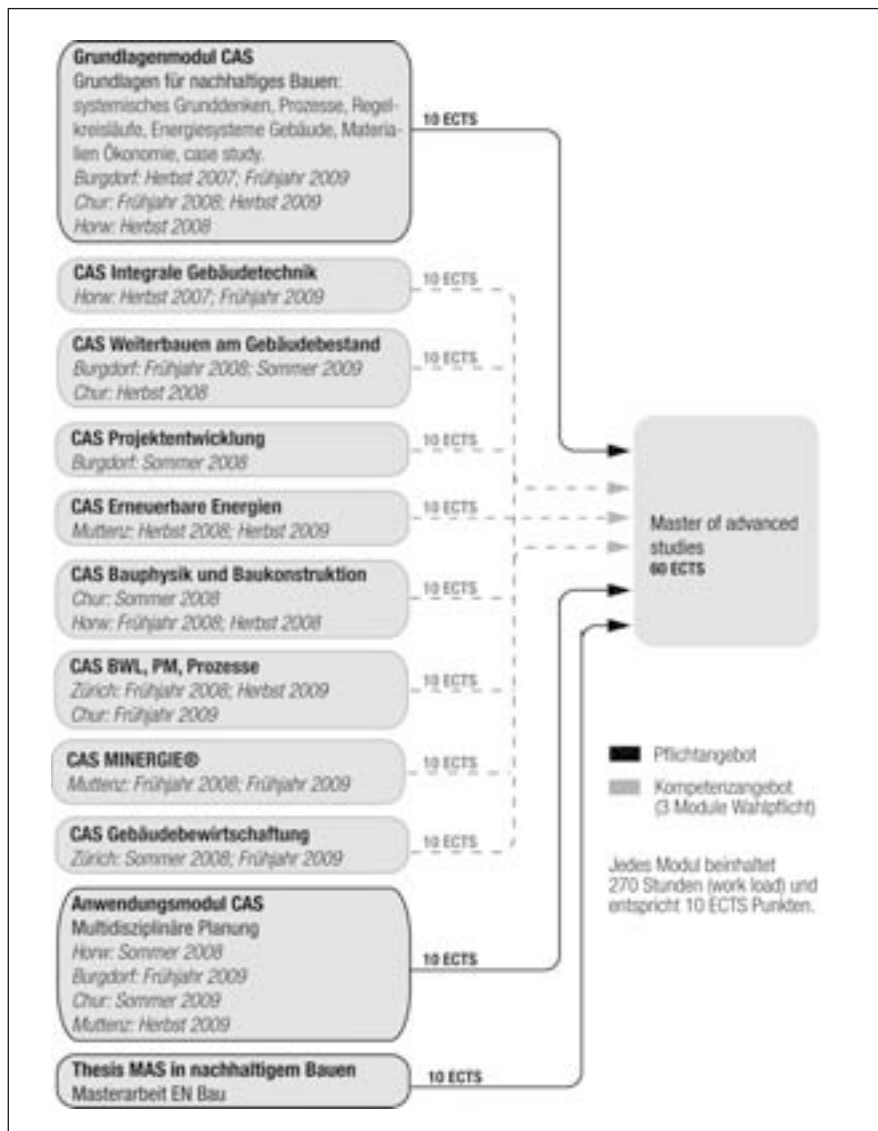 Grundlagenmodul CAS
Grundlagen für nachhaltiges Bauen:
systemisches Grunddenken, Prozesse, Regel-
kreisläufe, Energiesysteme Gebäude, Materia-
lien Ökonomie, case study.
Burgdorf: Herbst 2007; Frühjahr 2009
Chur: Frühjahr 2008; Herbst 2009
Horw: Herbst 2008
10 ECTS
CAS Integrale Gebäudetechnik
Horw: Herbst 2007; Frühjahr 2009
10 ECTS
CAS Weiterbauen am Gebäudebestand
Burgdorf: Frühjahr 2008; Sommer 2009
Chur: Herbst 2008
10 ECTS
CAS Projektentwicklung
Burgdorf: Sommer 2008
10 ECTS
CAS Erneuerbare Energien
Muttenz: Herbst 2008; Herbst 2009
10 ECTS
CAS Bauphysik und Baukonstruktion
Chur: Sommer 2008
Horw: Frühjahr 2008; Herbst 2008
10 ECTS
CAS BWL, PM, Prozesse
Zürich: Frühjahr 2008; Herbst 2009
Chur: Frühjahr 2009
10 ECTS
CAS MINERGIE®
Muttenz: Frühjahr 2008; Frühjahr 2009
10 ECTS
CAS Gebäudebewirtschaftung
Zürich: Sommer 2008; Frühjahr 2009
10 ECTS
Anwendungsmodul CAS
Multidisziplinäre Planung
Horw: Sommer 2008
Burgdorf: Frühjahr 2009
Chur: Sommer 2009
Muttenz: Herbst 2009
10 ECTS
Thesis MAS in nachhaltigem Bauen
Masterarbeit EN Bau
10 ECTS
Master of advanced
studies
60 ECTS
Pflichtangebot
Kompetenzangebot
(3 Module Wahlpflicht)
Jedes Modul beinhaltet
270 Stunden (work load) und
entspricht 10 ECTS Punkten.